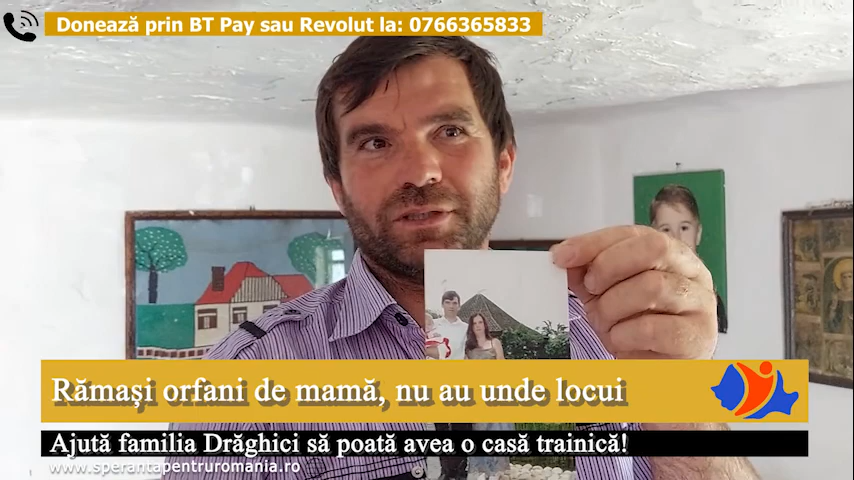 Donează prin BT Pay sau Revolut la: 0766365833
Rămași orfani de mamă, nu au unde locui
Ajută familia Drăghici să poată avea o casă trainică!
www.sperantapentruromania.ro